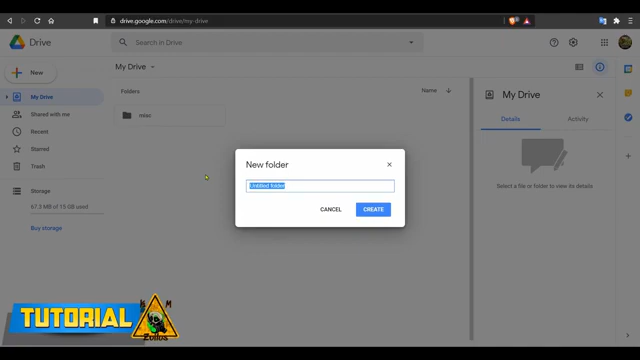 drive.google.com/drive/my-drive
Drive
Search in Drive
New
My Drive
My Drive
Shared with me
Recent
Starred
Trash
Storage
67.3 MB of 15 GB used
Buy storage
Folders
Name
misc
New folder
Untitled folder
CANCEL
CREATE
My Drive
Details
Activity
Select a file or folder to view its details
TUTORIAL
K M
Zollos